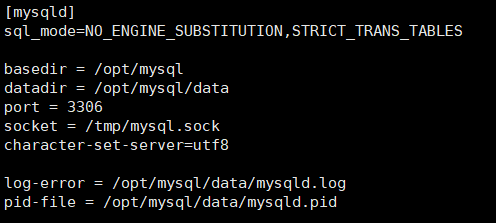 [mysqld]
sql_mode=NO_ENGINE_SUBSTITUTION,STRICT_TRANS_TABLES
basedir = /opt/mysql
datadir = /opt/mysql/data
port = 3306
socket = /tmp/mysql.sock
character-set-server=utf8
log-error = /opt/mysql/data/mysqld.log
pid-file = /opt/mysql/data/mysqld.pid